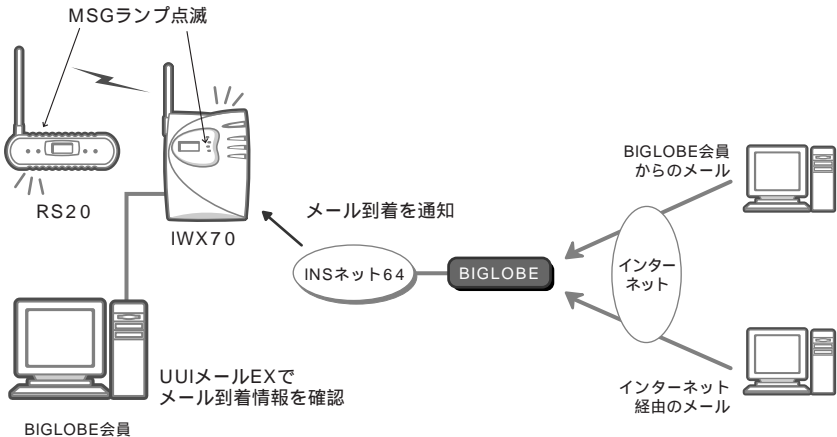 MSGランプ点滅
RS20
IWX70
メール到着を通知
INSネット64
BIGLOBE
インター
ネット
BIGLOBE会員
からのメール
UUIメールEXで
メール到着情報を確認
インターネット
経由のメール
BIGLOBE会員